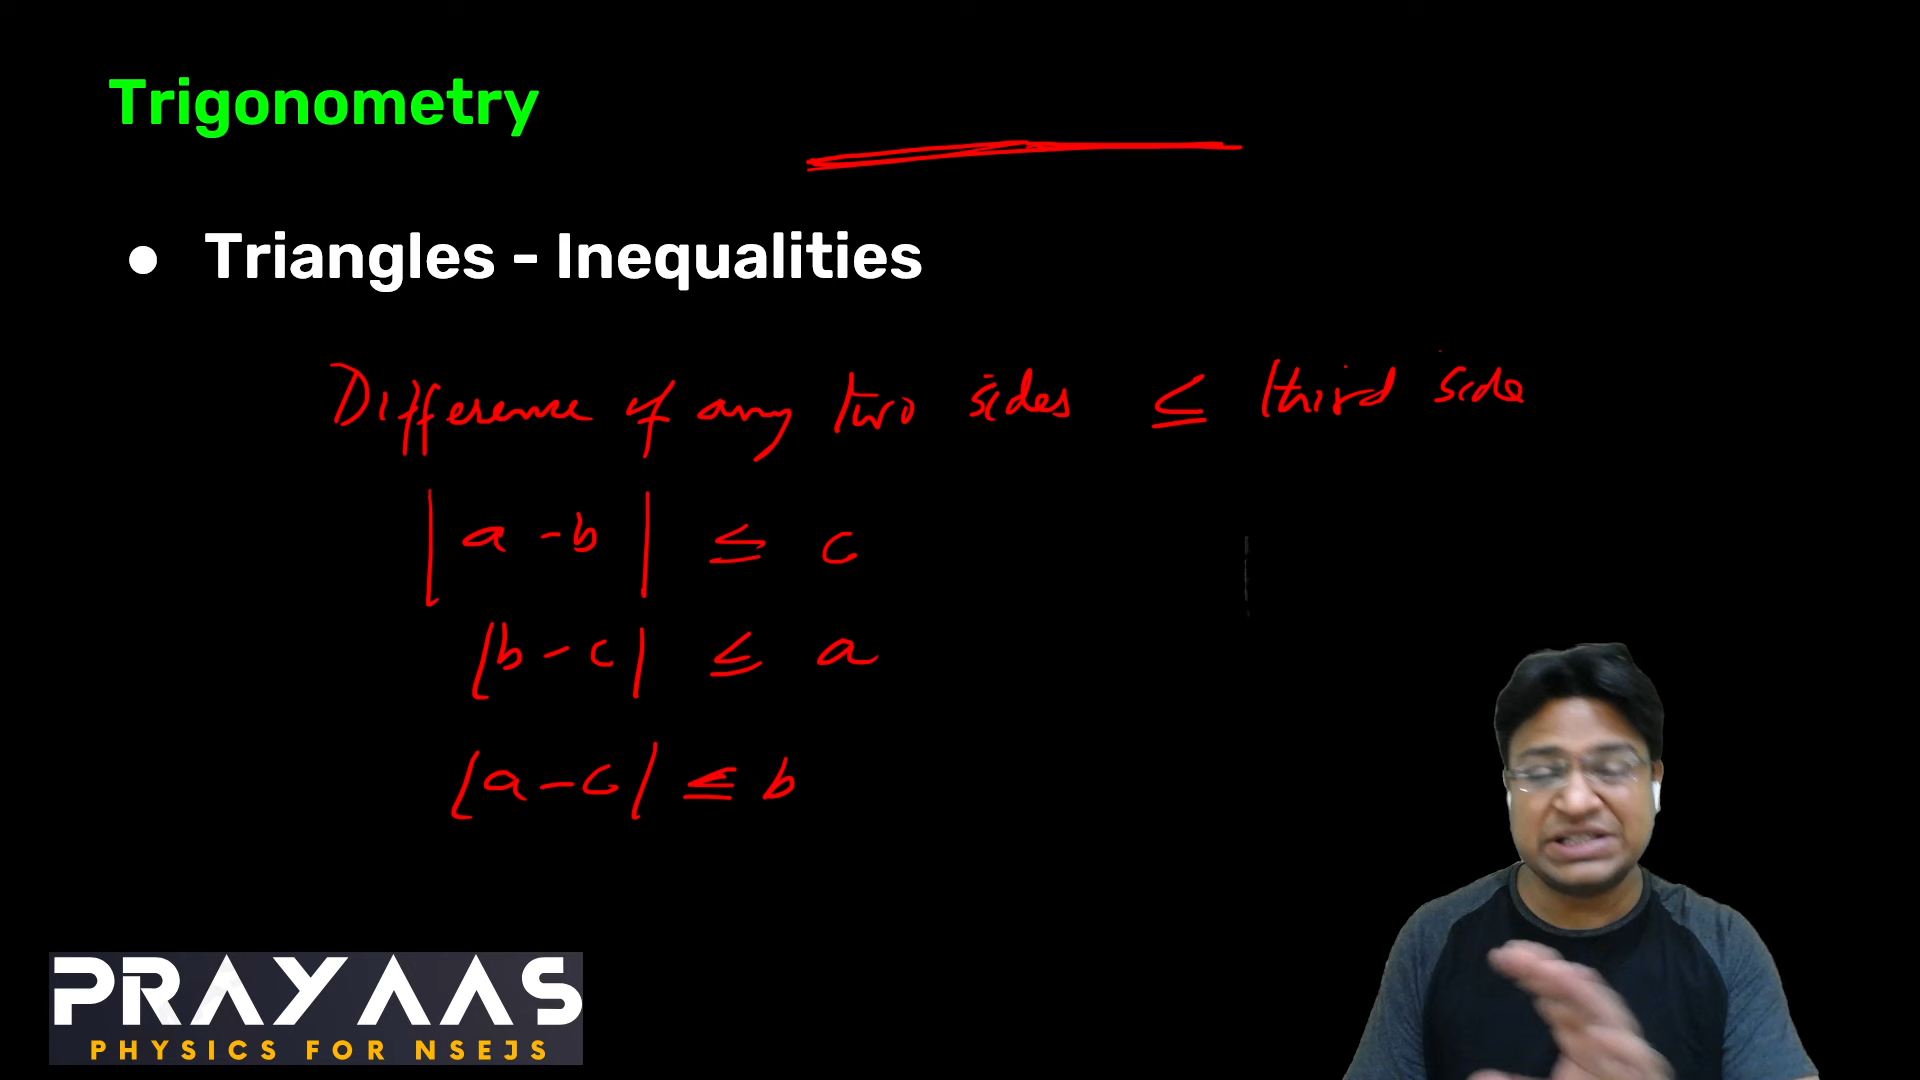 Trigonometry
● Triangles - Inequalities
Difference of any two sides ≤ third side
|a - b| ≤ c
|b - c| ≤ a
|a - c| ≤ b
PRAYAAS
PHYSICS FOR NSEJS